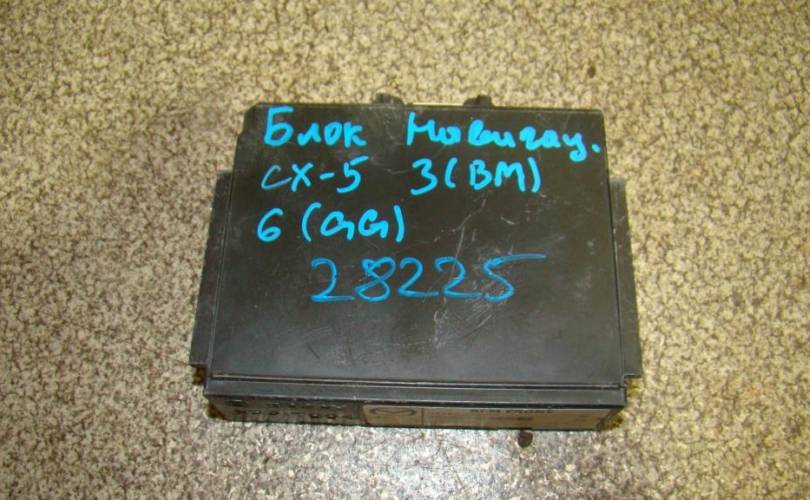 Блок Навигац.
CX-5 3(BM)
6 (GG)
28225